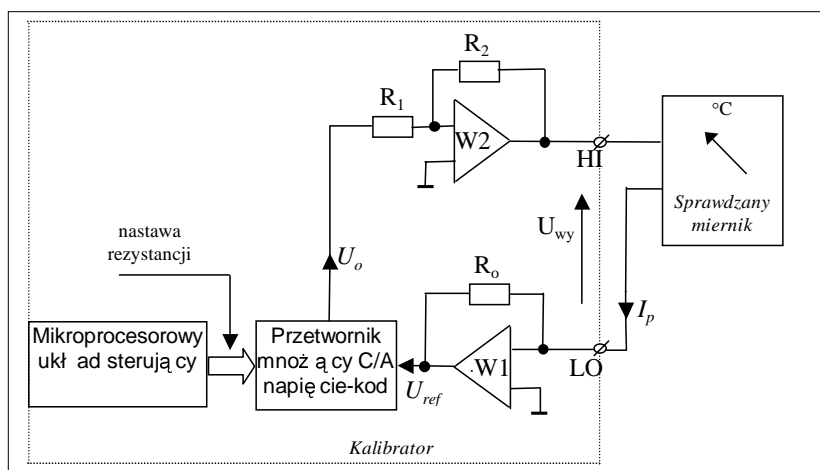 R2
R1
°C
W2
HI
Sprawdzany
miernik
nastawa
rezystancji
Uwy
Uo
Ro
Ip
Mikroprocesorowy
ukł ad sterują cy
Przetwornik
mnoż ą cy C/A
napię cie-kod
.W1
LO
Uref
Kalibrator